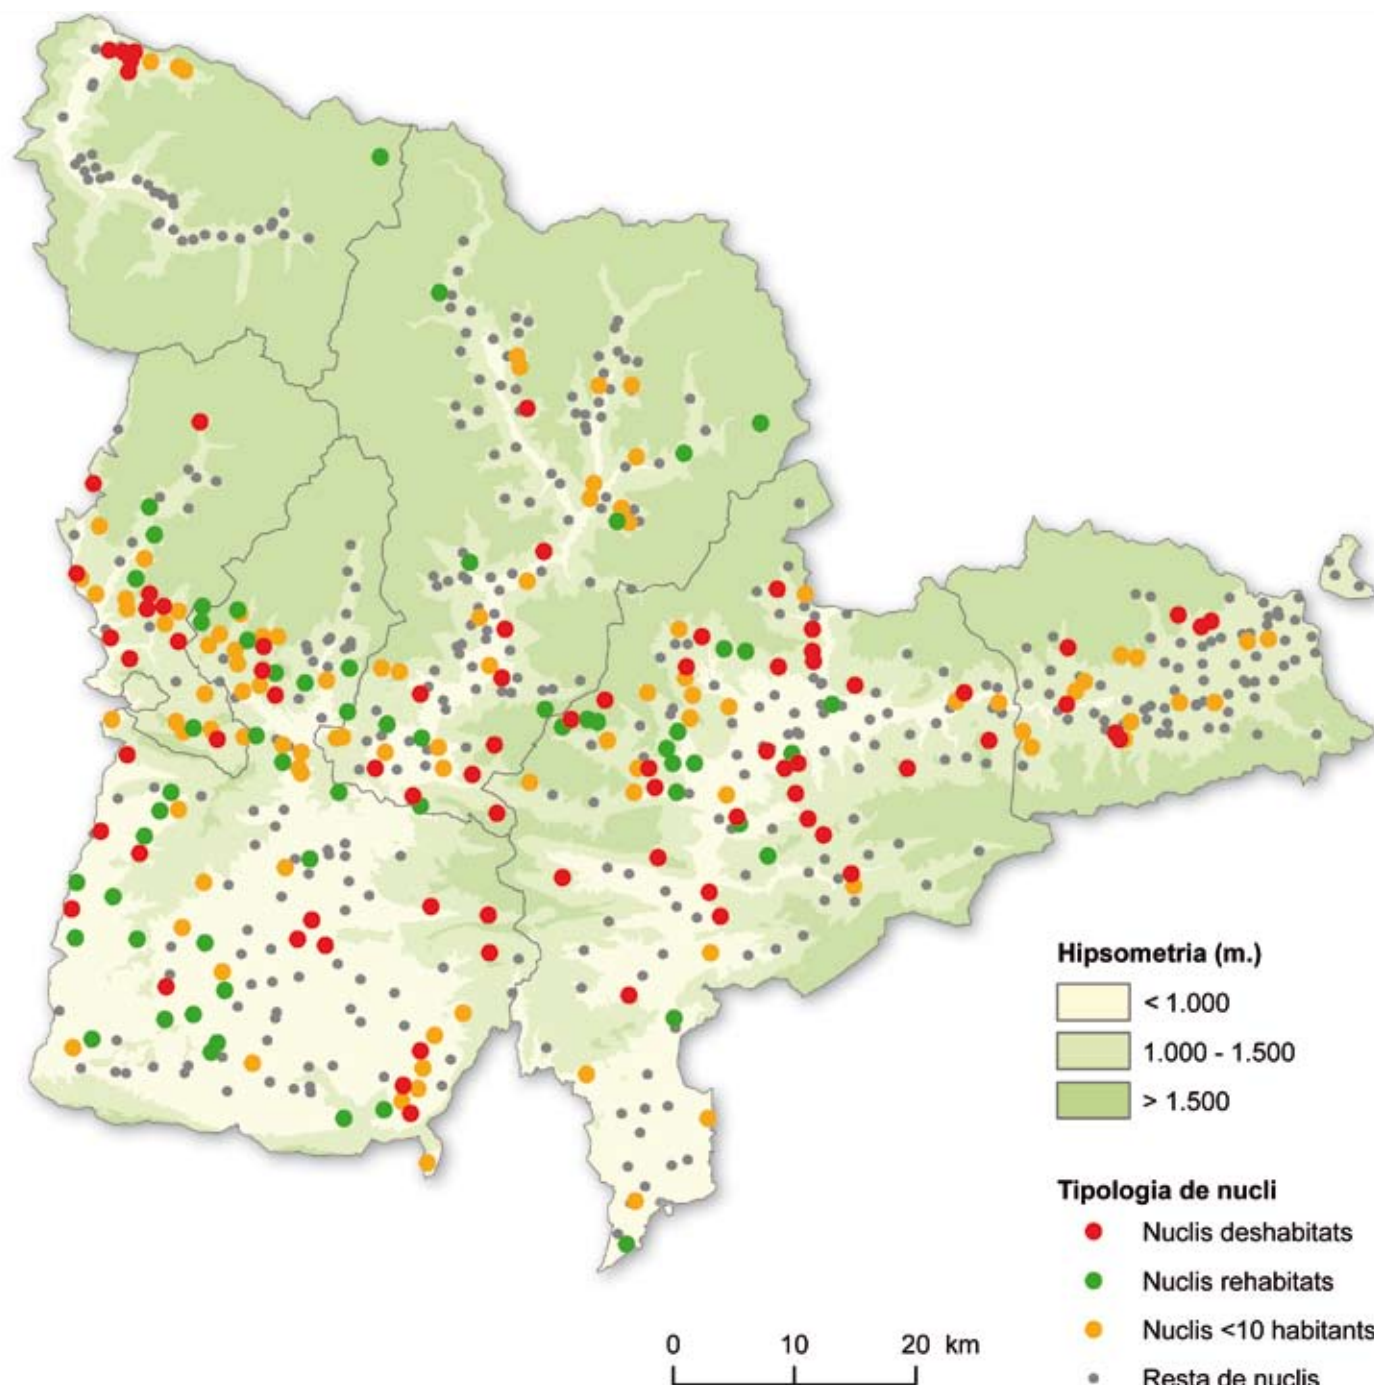 Hipsometria (m.)
< 1.000
1.000 - 1.500
> 1.500
Tipologia de nucli
Nuclis deshabitats
Nuclis rehabitats
Nuclis <10 habitants
Resta de nuclis
0 10 20 km